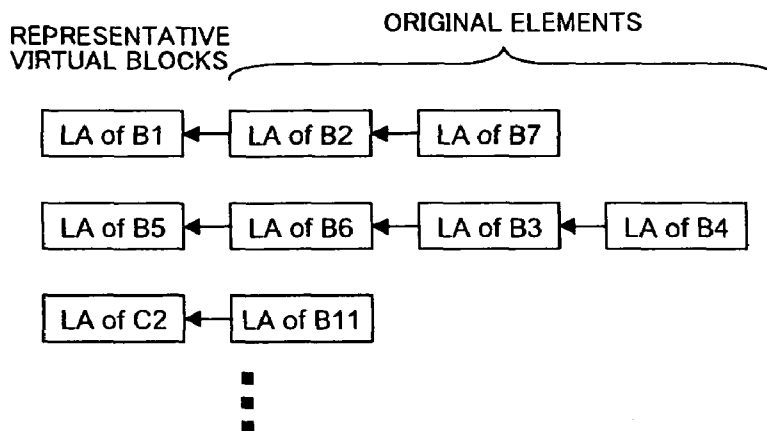 REPRESENTATIVE
VIRTUAL BLOCKS
ORIGINAL ELEMENTS
LA of B1
LA of B2
LA of B7
LA of B5
LA of B6
LA of B3
LA of B4
LA of C2
LA of B11